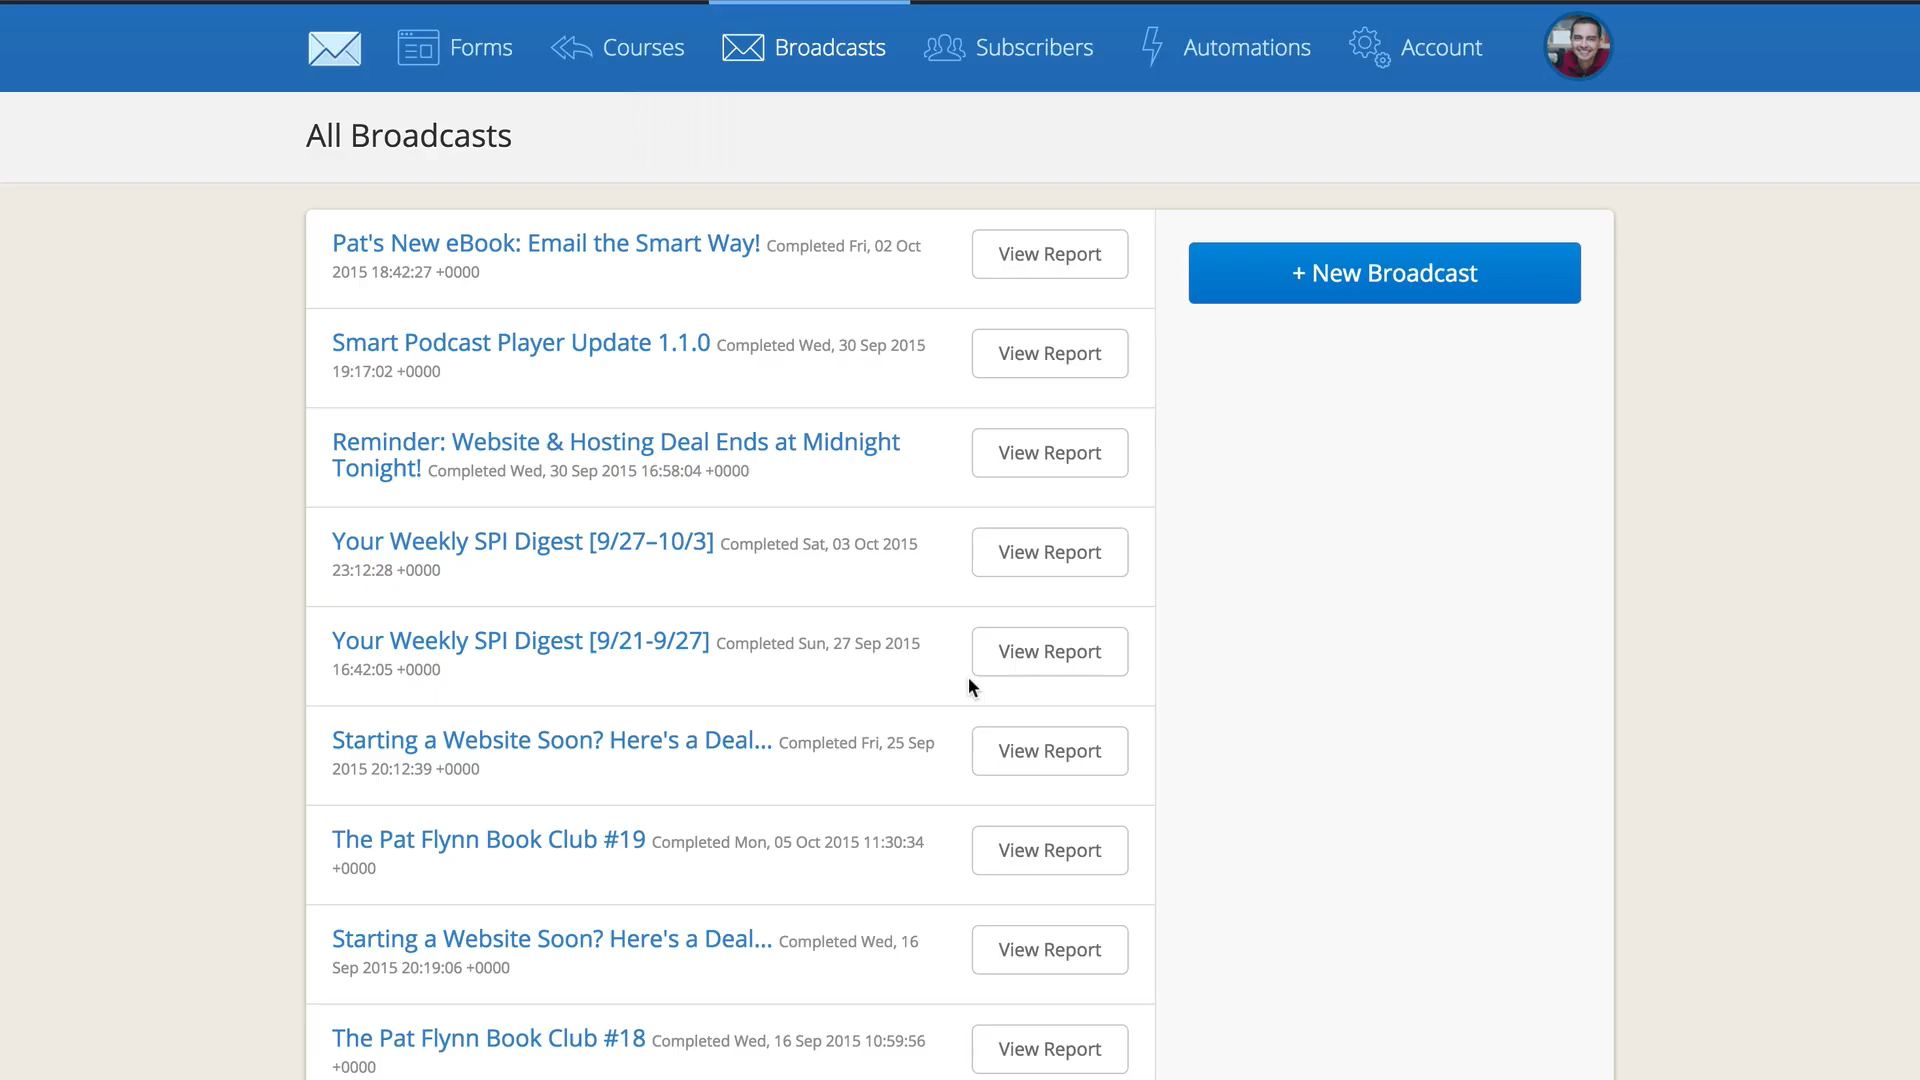 Forms Courses Broadcasts Subscribers Automations Account
All Broadcasts
Pat's New eBook: Email the Smart Way! Completed Fri, 02 Oct
2015 18:42:27 +0000
View Report
+ New Broadcast
Smart Podcast Player Update 1.1.0 Completed Wed, 30 Sep 2015
19:17:02 +0000
View Report
Reminder: Website & Hosting Deal Ends at Midnight
Tonight! Completed Wed, 30 Sep 2015 16:58:04 +0000
View Report
Your Weekly SPI Digest [9/27–10/3] Completed Sat, 03 Oct 2015
23:12:28 +0000
View Report
Your Weekly SPI Digest [9/21-9/27] Completed Sun, 27 Sep 2015
16:42:05 +0000
View Report
Starting a Website Soon? Here's a Deal... Completed Fri, 25 Sep
2015 20:12:39 +0000
View Report
The Pat Flynn Book Club #19 Completed Mon, 05 Oct 2015 11:30:34
+0000
View Report
Starting a Website Soon? Here's a Deal... Completed Wed, 16
Sep 2015 20:19:06 +0000
View Report
The Pat Flynn Book Club #18 Completed Wed, 16 Sep 2015 10:59:56
+0000
View Report